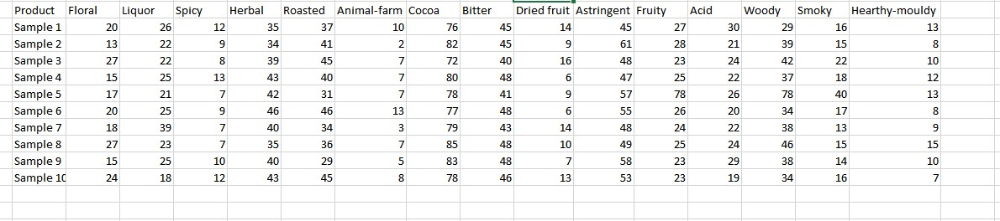 Product Floral Liquor Spicy Herbal Roasted Animal-farm Cocoa Bitter Dried fruit Astringent Fruity Acid Woody Smoky Hearthy-mouldy
Sample 1 20 26 12 35 37 10 76 45 14 45 27 30 29 16 13
Sample 2 13 22 9 34 41 2 82 45 9 61 28 21 39 15 8
Sample 3 27 22 8 39 45 7 72 40 16 48 23 24 42 22 10
Sample 4 15 25 13 43 40 7 80 48 6 47 25 22 37 18 12
Sample 5 17 21 7 42 31 7 78 41 9 57 78 26 78 40 13
Sample 6 20 25 9 46 46 13 77 48 6 55 26 20 34 17 8
Sample 7 18 39 7 40 34 3 79 43 14 48 24 22 38 13 9
Sample 8 27 23 7 35 36 7 85 48 10 49 25 24 46 15 15
Sample 9 15 25 10 40 29 5 83 48 7 58 23 29 38 14 10
Sample 10 24 18 12 43 45 8 78 46 13 53 23 19 34 16 7